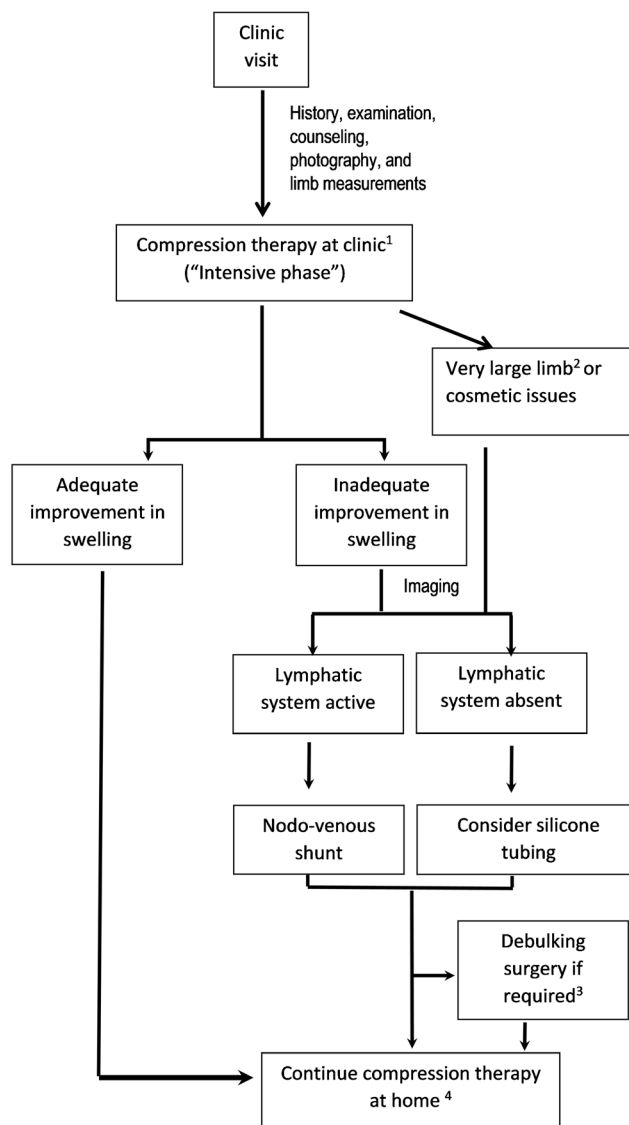 Clinic
visit
History, examination,
counseling,
photography, and
limb measurements
Compression therapy at clinic¹
(“Intensive phase”)
Very large limb² or
cosmetic issues
Adequate
improvement in
swelling
Inadequate
improvement in
swelling
Imaging
Lymphatic
system active
Lymphatic
system absent
Nodo-venous
shunt
Consider silicone
tubing
Debulking
surgery if
required³
Continue compression therapy
at home ⁴